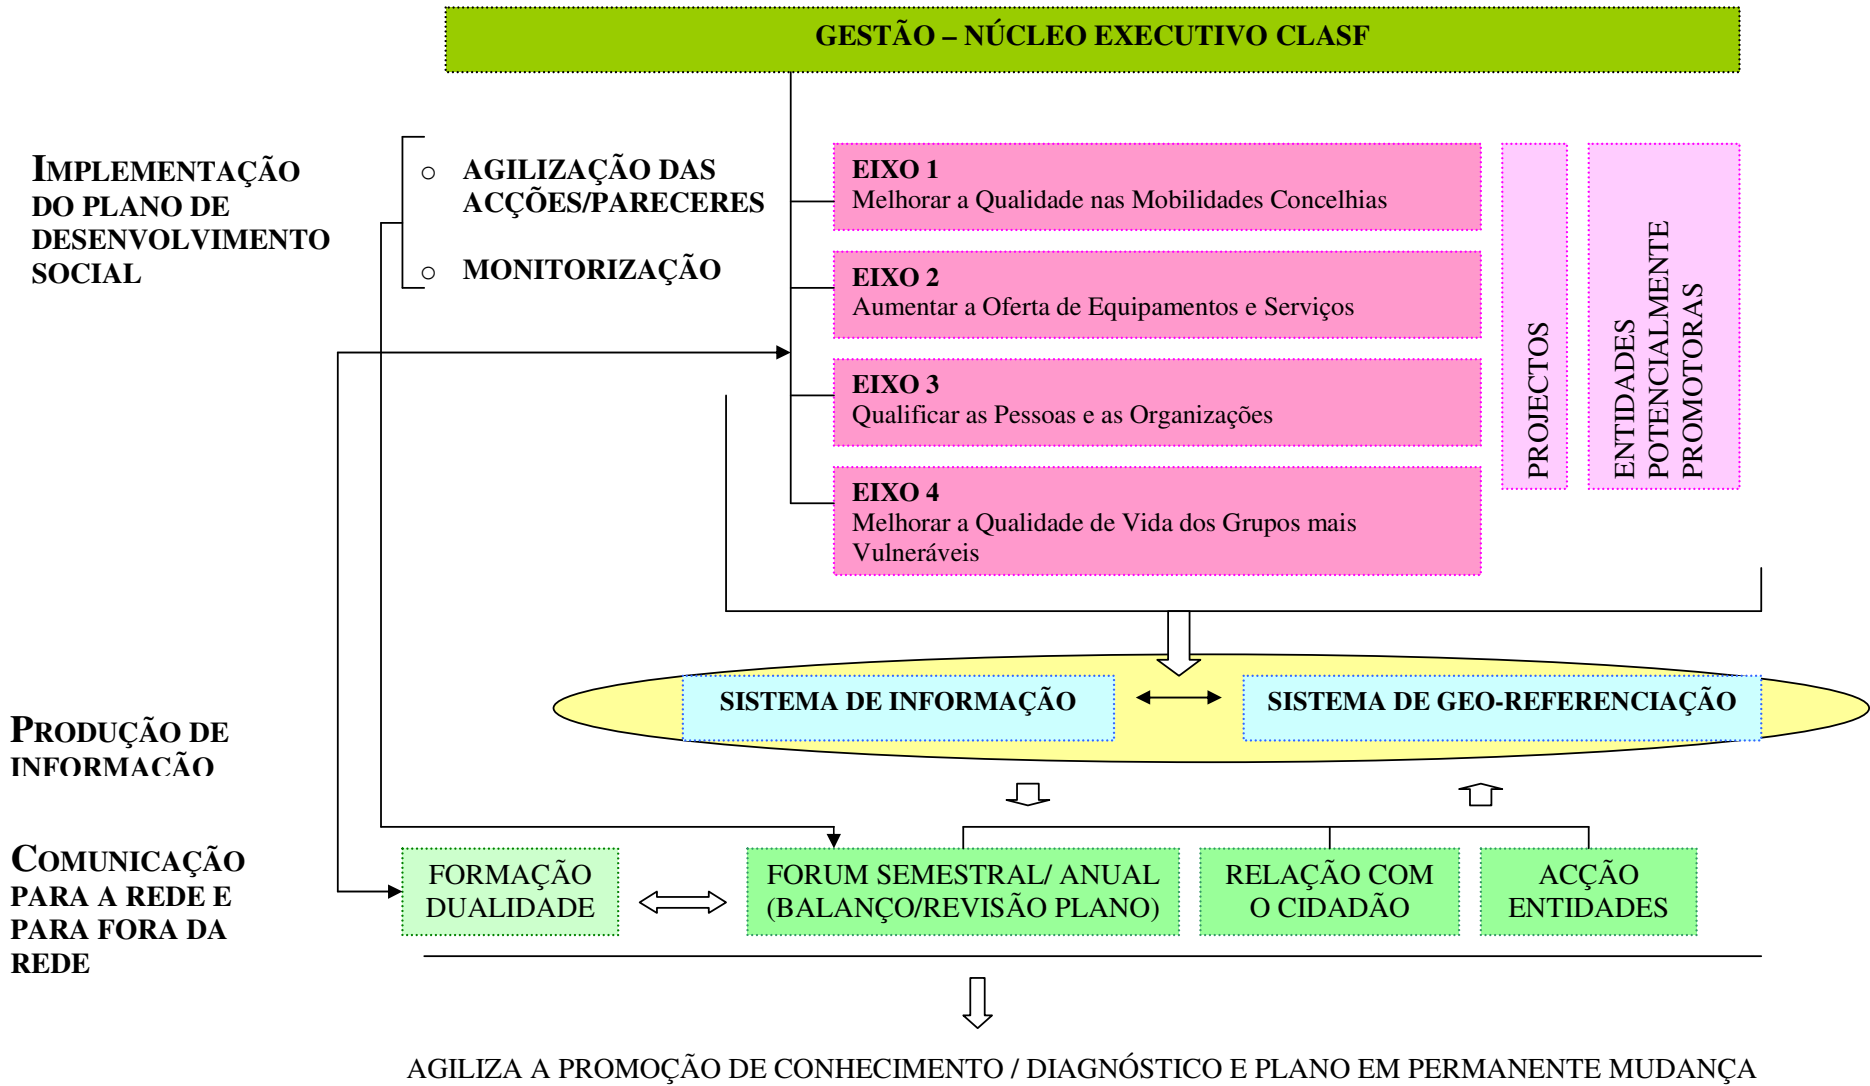 GESTÃO – NÚCLEO EXECUTIVO CLASF
IMPLEMENTAÇÃO
DO PLANO DE
DESENVOLVIMENTO
SOCIAL
o AGILIZAÇÃO DAS
ACÇÕES/PARECERES
o MONITORIZAÇÃO
EIXO 1
Melhorar a Qualidade nas Mobilidades Concelhias
EIXO 2
Aumentar a Oferta de Equipamentos e Serviços
EIXO 3
Qualificar as Pessoas e as Organizações
EIXO 4
Melhorar a Qualidade de Vida dos Grupos mais
Vulneráveis
PROJECTOS
ENTIDADES
POTENCIALMENTE
PROMOTORAS
PRODUÇÃO DE
INFORMAÇÃO
SISTEMA DE INFORMAÇÃO
SISTEMA DE GEO-REFERENCIAÇÃO
COMUNICAÇÃO
PARA A REDE E
PARA FORA DA
REDE
FORMAÇÃO
DUALIDADE
FORUM SEMESTRAL/ ANUAL
(BALANÇO/REVISÃO PLANO)
RELAÇÃO COM
O CIDADÃO
ACÇÃO
ENTIDADES
AGILIZA A PROMOÇÃO DE CONHECIMENTO / DIAGNÓSTICO E PLANO EM PERMANENTE MUDANÇA